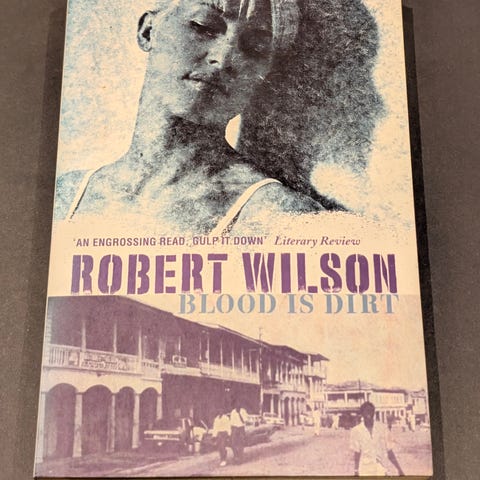 'AN ENGROSSING READ, GULP IT DOWN' Literary Review
ROBERT WILSON
BLOOD IS DIRT